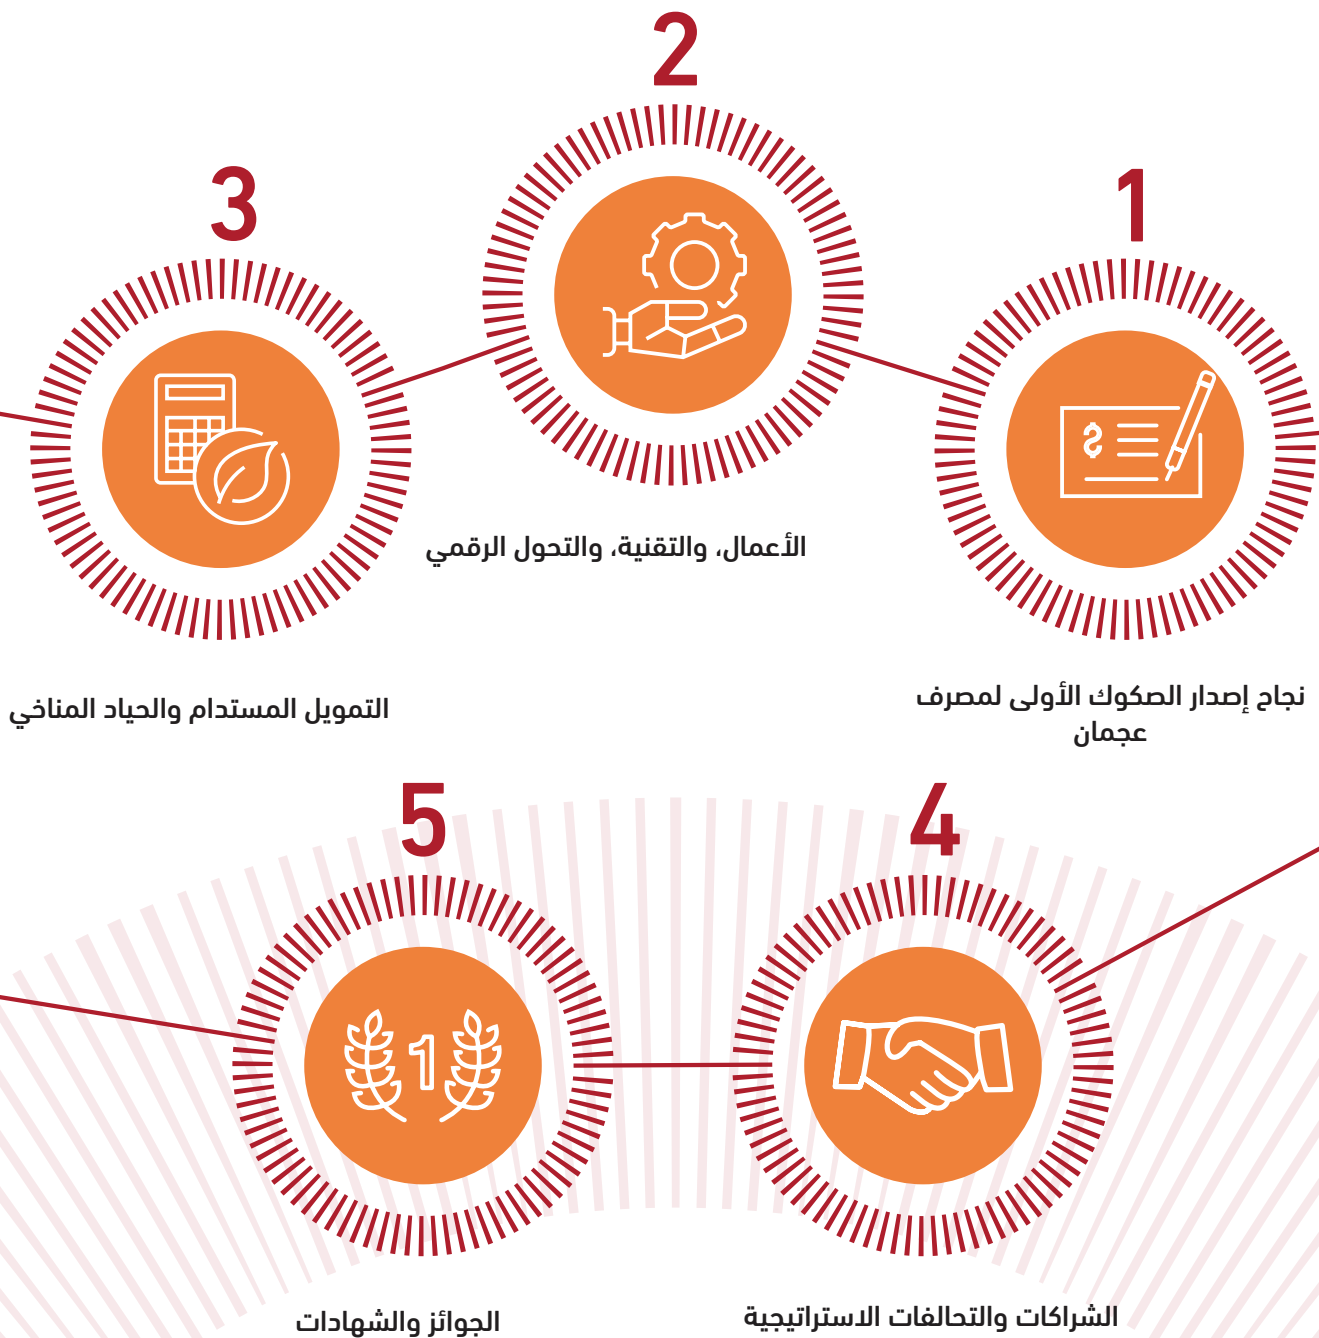 1
نجاح إصدار الصكوك الأولى لمصرف
عجمان
2
الأعمال، والتقنية، والتحول الرقمي
3
التمويل المستدام والحياد المناخي
4
الشراكات والتحالفات الاستراتيجية
5
1
الجوائز والشهادات